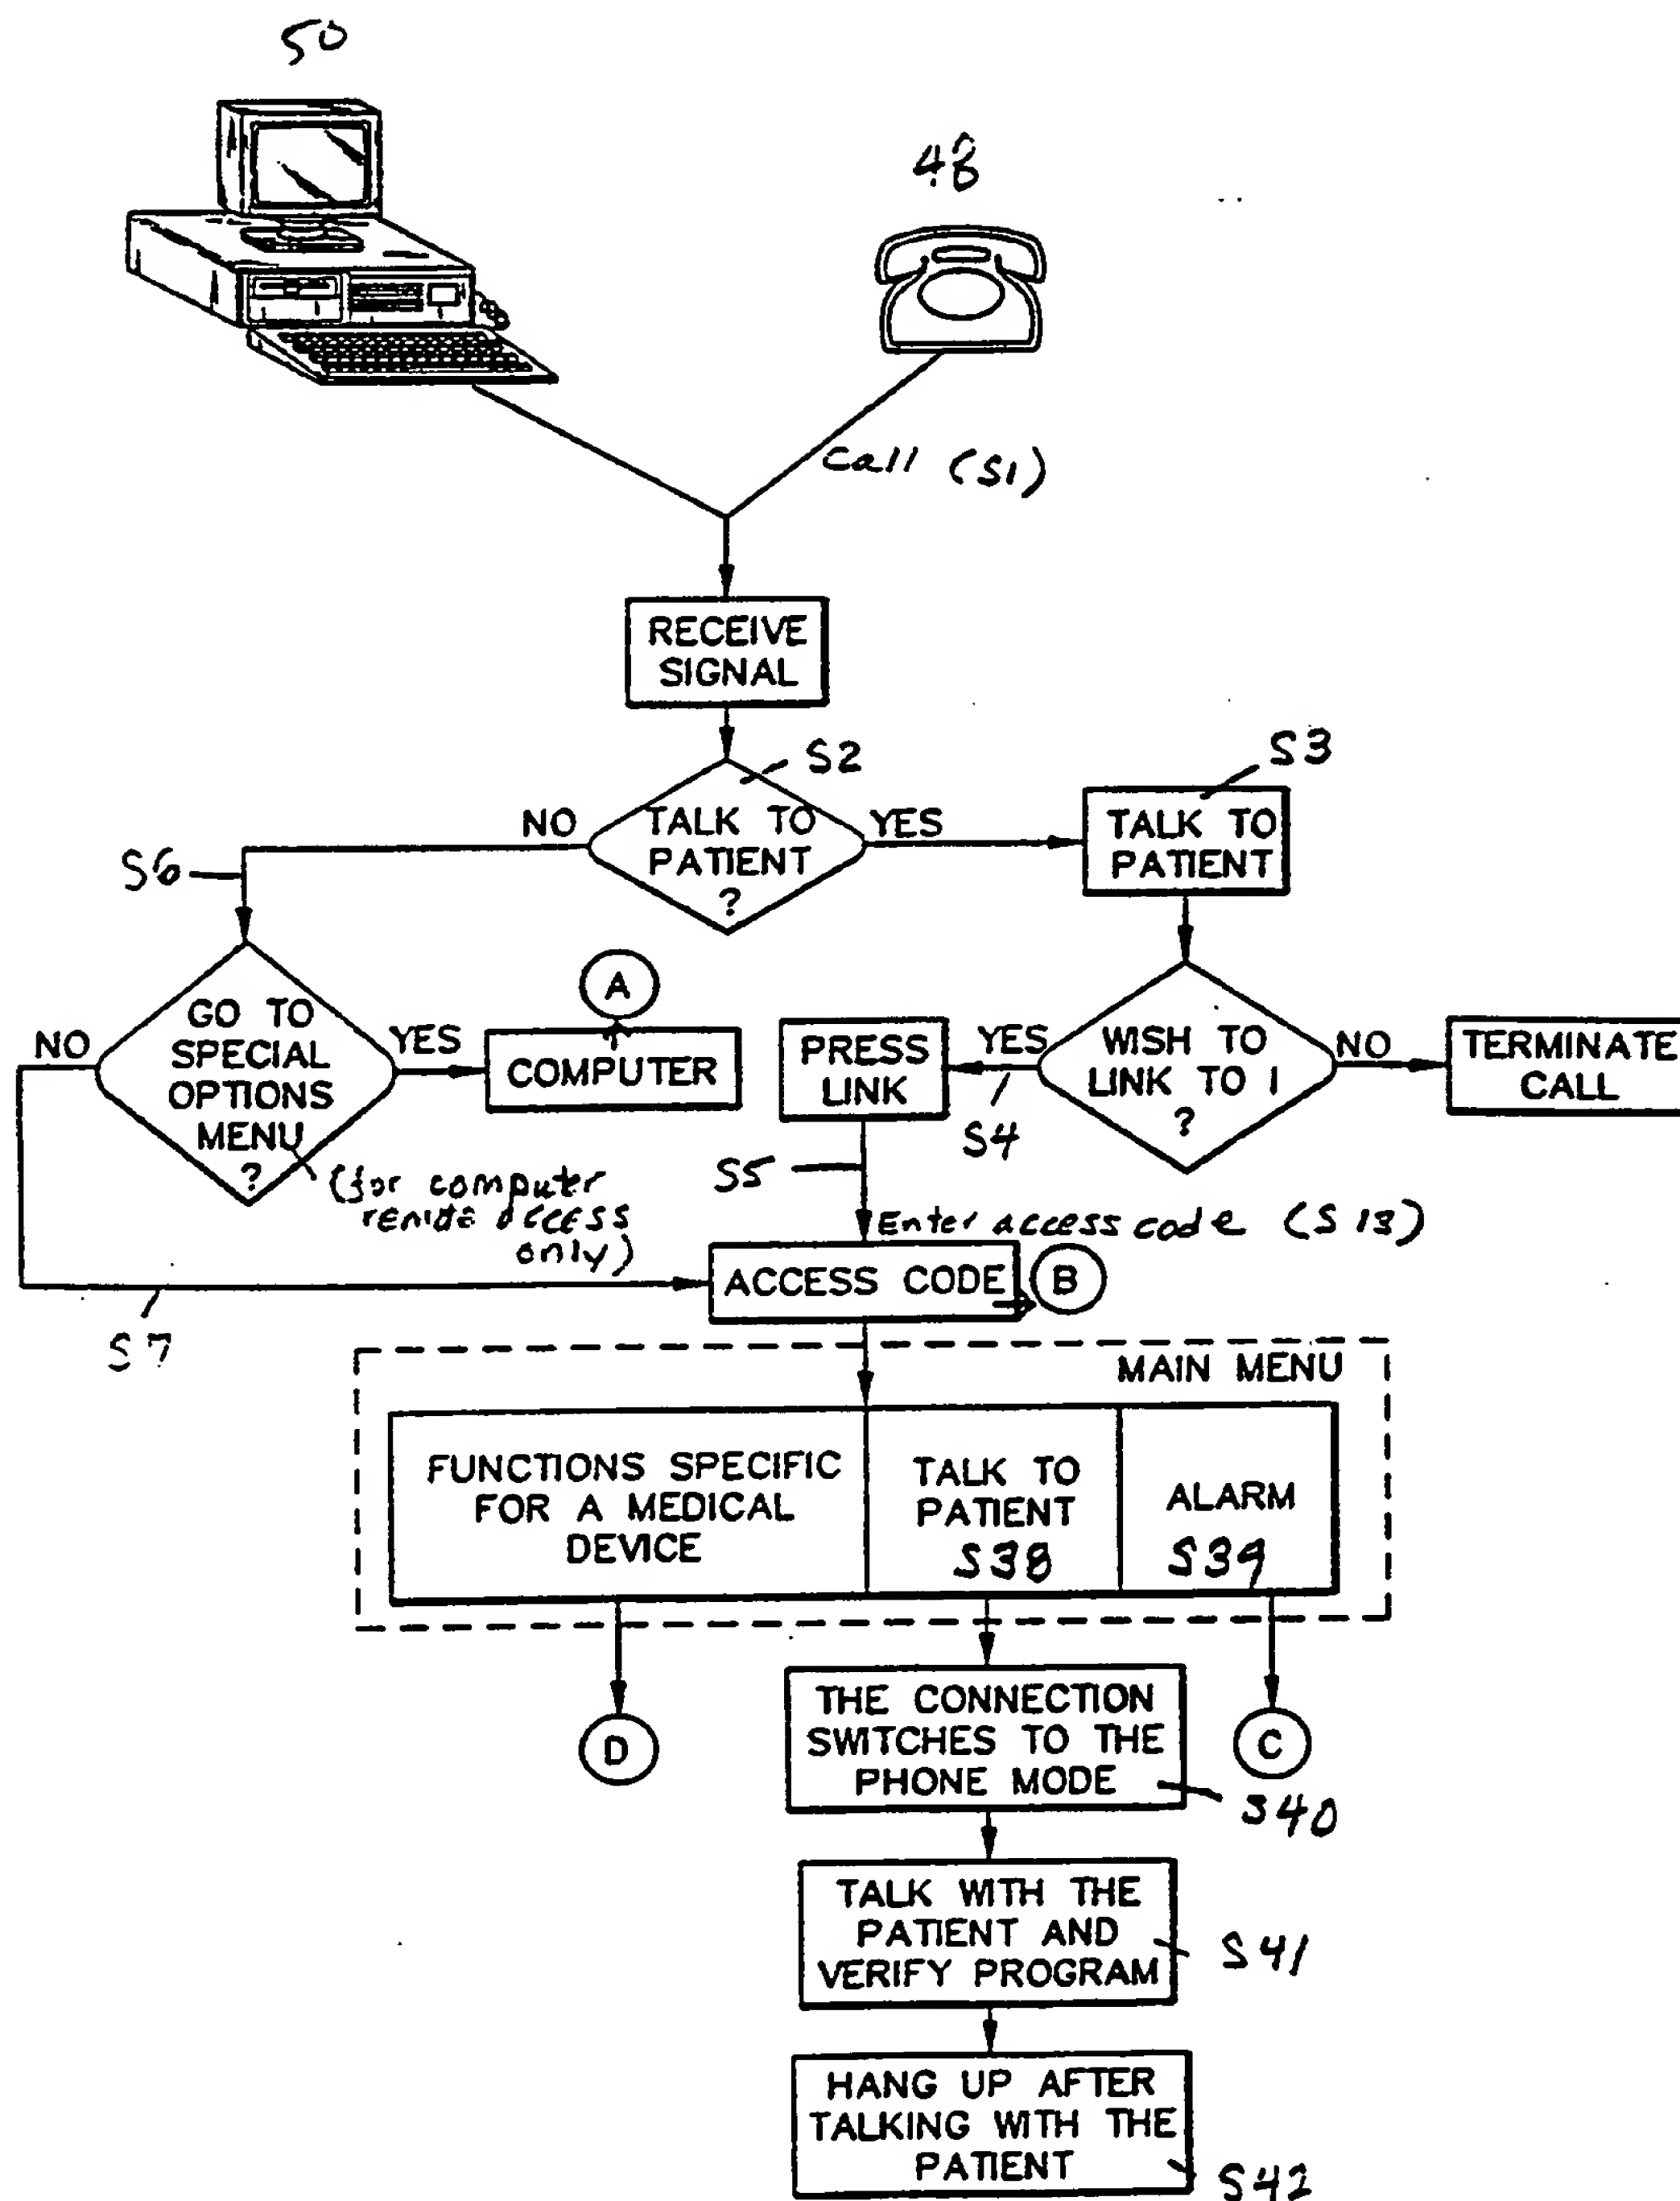 50
48
Call (S1)
RECEIVE
SIGNAL
S2
S3
NO
TALK TO
PATIENT
?
YES
TALK TO
PATIENT
S6
A
GO TO
SPECIAL
OPTIONS
MENU
?
NO
YES
COMPUTER
PRESS
LINK
YES
WISH TO
LINK TO 1
?
NO
TERMINATE
CALL
S4
S5
(for computer
remote access
only)
Enter access code (S13)
ACCESS CODE
B
S7
MAIN MENU
FUNCTIONS SPECIFIC
FOR A MEDICAL
DEVICE
TALK TO
PATIENT
S38
ALARM
S39
D
THE CONNECTION
SWITCHES TO THE
PHONE MODE
C
S40
TALK WITH THE
PATIENT AND
VERIFY PROGRAM
S41
HANG UP AFTER
TALKING WITH THE
PATIENT
S42